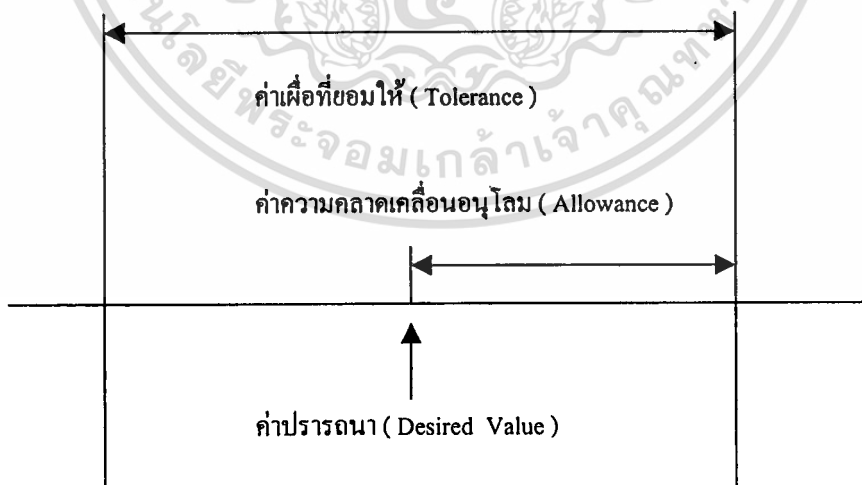 ค่าเผื่อที่ยอมให้ ( Tolerance )
ค่าความคลาดเคลื่อนอนุโลม ( Allowance )
ค่าปรารถนา ( Desired Value )